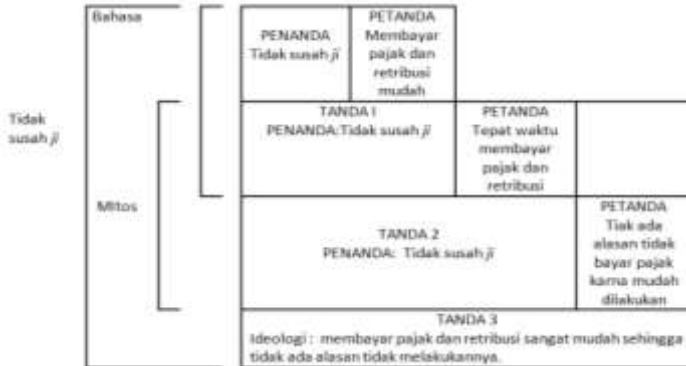 Bahasa
PENANDA
Tidak susah ji
PETANDA
Membayar
pajak dan
retribusi
mudah
Tidak
susah ji
TANDA I
PENANDA:Tidak susah ji
PETANDA
Tepat waktu
membayar
pajak dan
retribusi
Mitos
TANDA 2
PENANDA: Tidak susah ji
PETANDA
Tiak ada
alasan tidak
bayar pajak
karna mudah
dilakukan
TANDA 3
Ideologi : membayar pajak dan retribusi sangat mudah sehingga
tidak ada alasan tidak melakukannya.